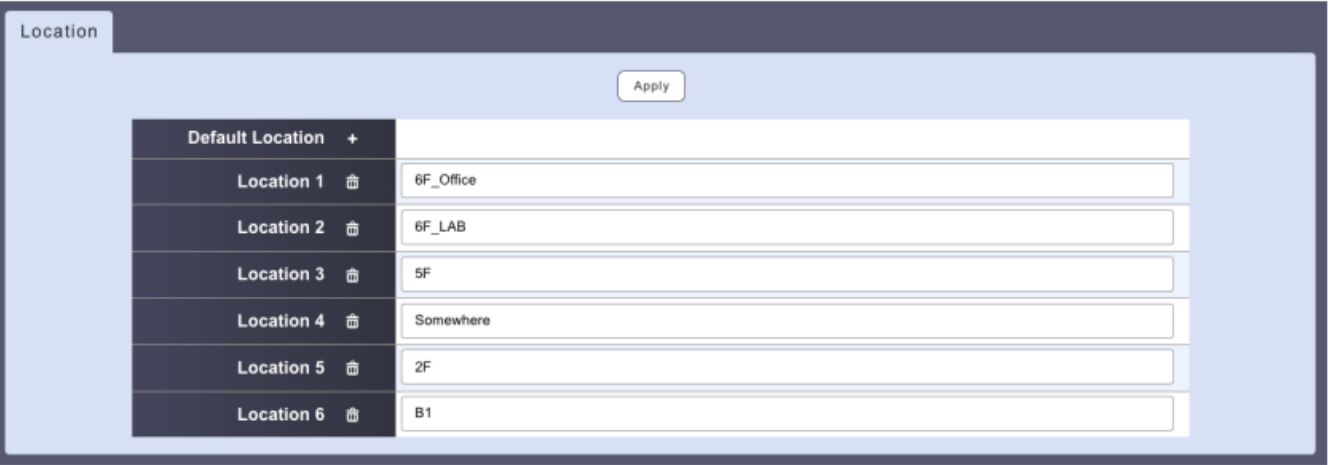 Location
Apply
Default Location +
Location 1 6F_Office
Location 2 6F_LAB
Location 3 5F
Location 4 Somewhere
Location 5 2F
Location 6 B1